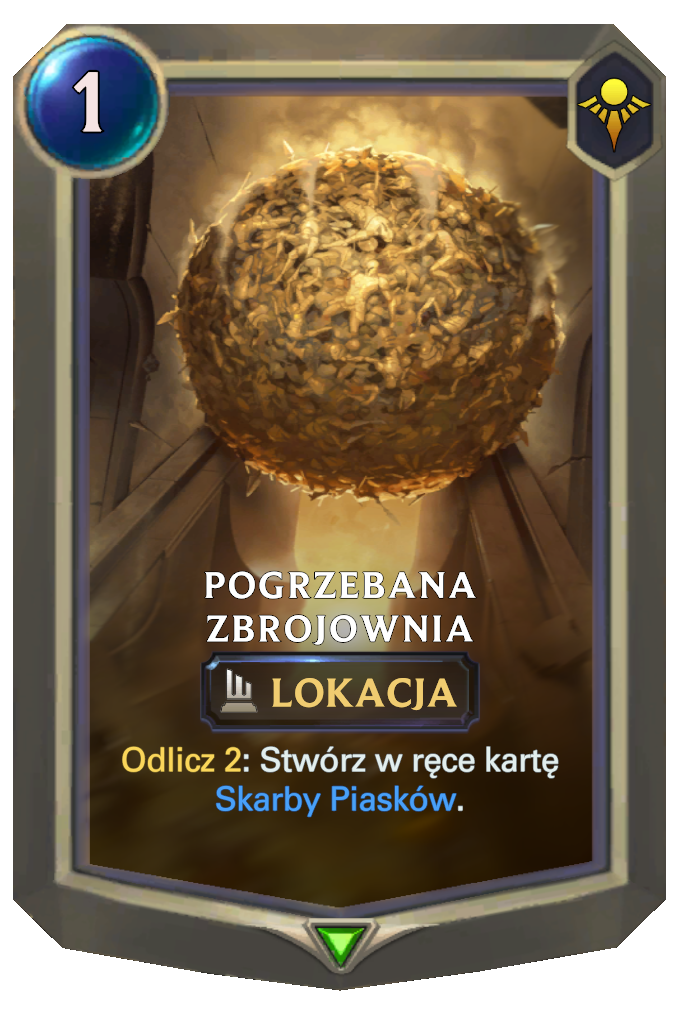 1
POGRZEBANA
ZBROJOWNIA
LOKACJA
Odlicz 2: Stwórz w ręce kartę
Skarby Piasków.